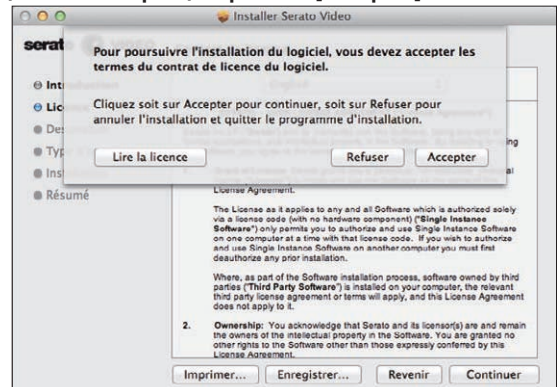 Installer Serato Video
serat
Pour poursuivre l'installation du logiciel, vous devez accepter les
termes du contrat de licence du logiciel.
Cliquez soit sur Accepter pour continuer, soit sur Refuser pour
annuler l'installation et quitter le programme d'installation.
Lire la licence
Refuser
Accepter
Int
Lic
Des
Typ
Inst
Résumé
License Agreement.
The License as it applies to any and all Software which is authorized solely
via a license code (with no hardware component) ("Single Instance
Software") only permits you to authorize and use Single Instance Software
on one computer at a time with that license code. If you wish to authorize
and use Single Instance Software on another computer you must first
deauthorize any prior installation.
Where, as part of the Software installation process, software owned by third
parties ("Third Party Software") is installed on your computer, the relevant
third party license agreement or terms will apply, and this License Agreement
does not apply to it.
2. Ownership: You acknowledge that Serato and its licensor(s) are and remain
the owners of the intellectual property in the Software. You are granted no
other rights to the Software other than those expressly conferred by this
License Agreement.
Imprimer...
Enregistrer...
Revenir
Continuer